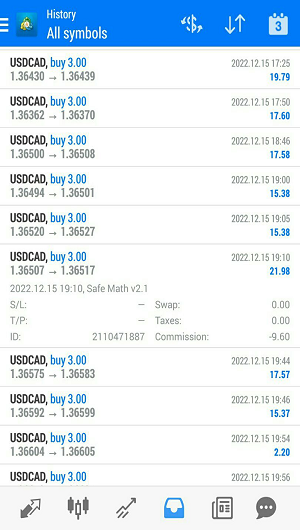 History
All symbols
3
USDCAD, buy 3.00 2022.12.15 17:25
1.36430 → 1.36439 19.79
USDCAD, buy 3.00 2022.12.15 17:50
1.36362 → 1.36370 17.60
USDCAD, buy 3.00 2022.12.15 18:46
1.36500 → 1.36508 17.58
USDCAD, buy 3.00 2022.12.15 19:00
1.36494 → 1.36501 15.38
USDCAD, buy 3.00 2022.12.15 19:05
1.36520 → 1.36527 15.38
USDCAD, buy 3.00 2022.12.15 19:10
1.36507 → 1.36517 21.98
2022.12.15 19:10, Safe Math v2.1
S/L: – Swap: 0.00
T/P: – Taxes: 0.00
ID: 2110471887 Commission: -9.60
USDCAD, buy 3.00 2022.12.15 19:44
1.36575 → 1.36583 17.57
USDCAD, buy 3.00 2022.12.15 19:46
1.36592 → 1.36599 15.37
USDCAD, buy 3.00 2022.12.15 19:54
1.36604 → 1.36605 2.20
USDCAD, buy 3.00 2022.12.15 19:56